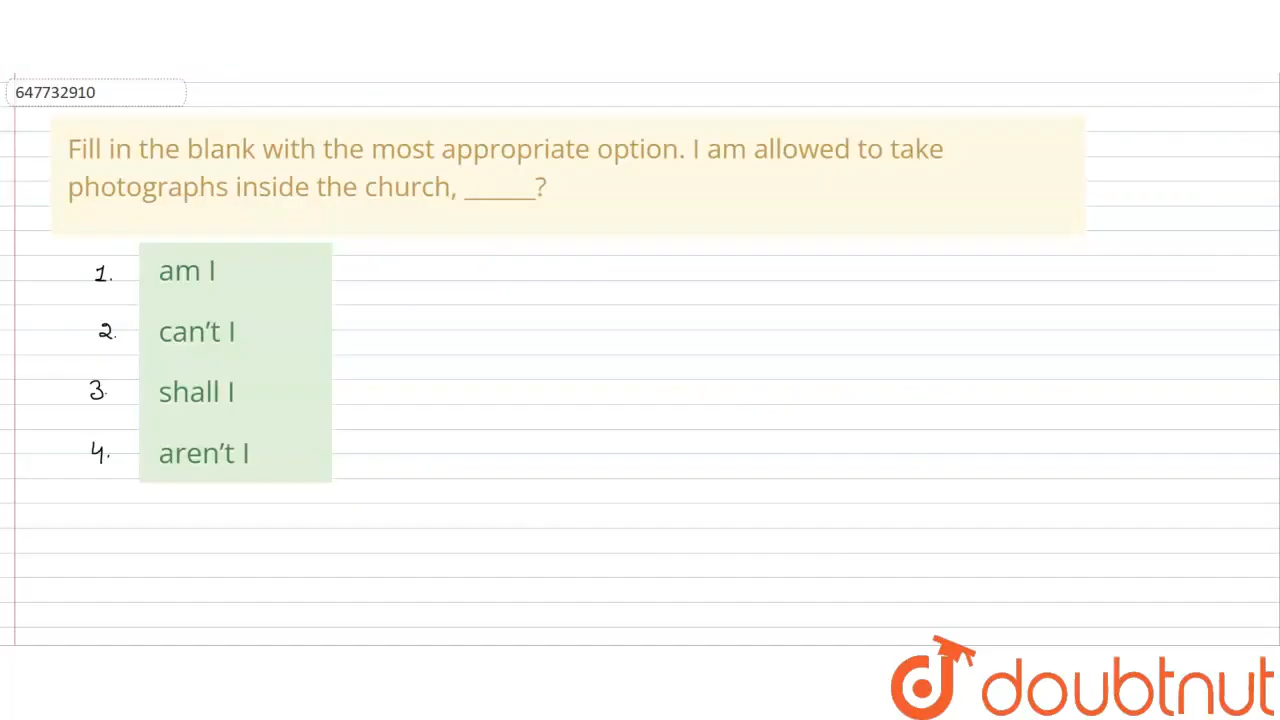 647732910
Fill in the blank with the most appropriate option. I am allowed to take
photographs inside the church, ______?
1. am I
2. can’t I
3. shall I
4. aren’t I
doubtnut